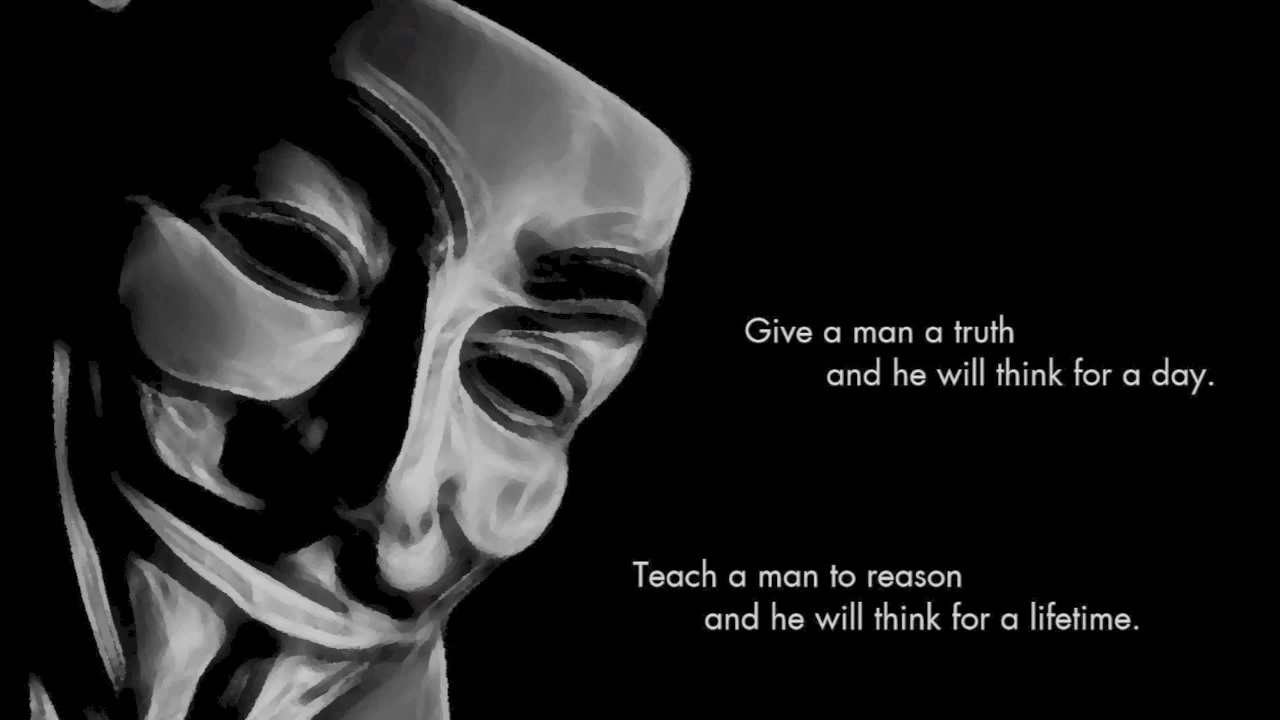 Give a man a truth
and he will think for a day.
Teach a man to reason
and he will think for a lifetime.